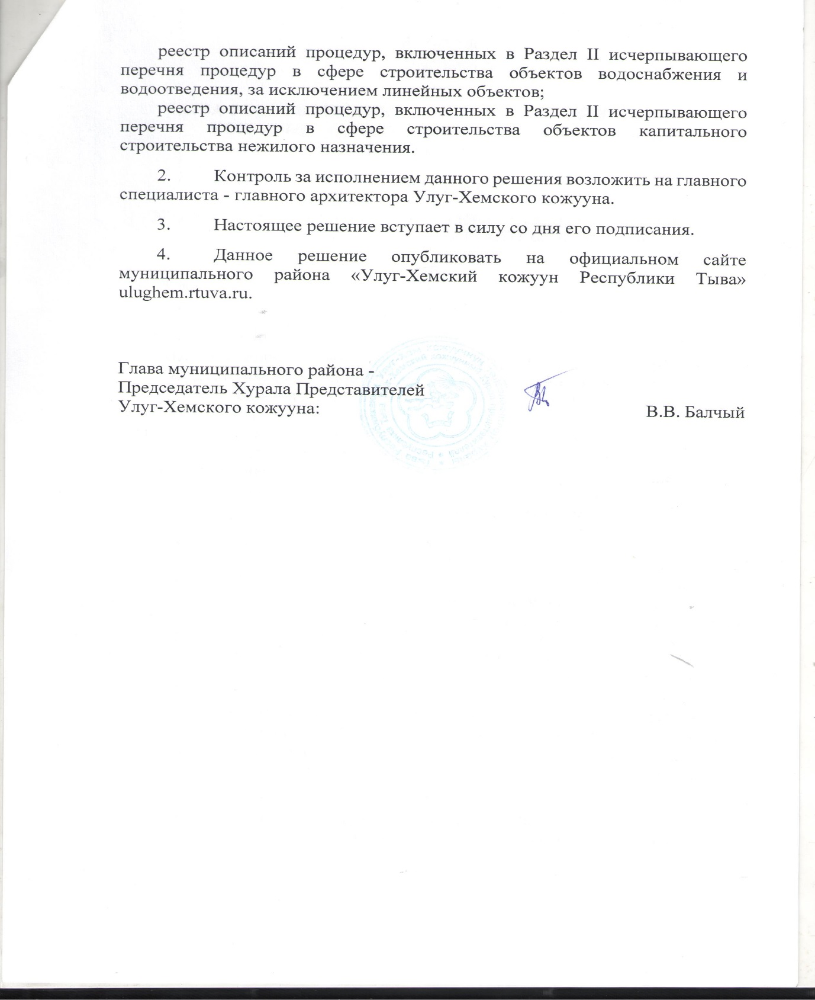 реестр описаний процедур, включенных в Раздел II исчерпывающего
перечня процедур в сфере строительства объектов водоснабжения и
водоотведения, за исключением линейных объектов;
реестр описаний процедур, включенных в Раздел II исчерпывающего
перечня процедур в сфере строительства объектов капитального
строительства нежилого назначения.
2. Контроль за исполнением данного решения возложить на главного
специалиста - главного архитектора Улуг-Хемского кожууна.
3. Настоящее решение вступает в силу со дня его подписания.
4. Данное решение опубликовать на официальном сайте
муниципального района «Улуг-Хемский кожуун Республики Тыва»
ulughem.rtuva.ru.
Глава муниципального района -
Председатель Хурала Представителей
Улуг-Хемского кожууна:
В.В. Балчый